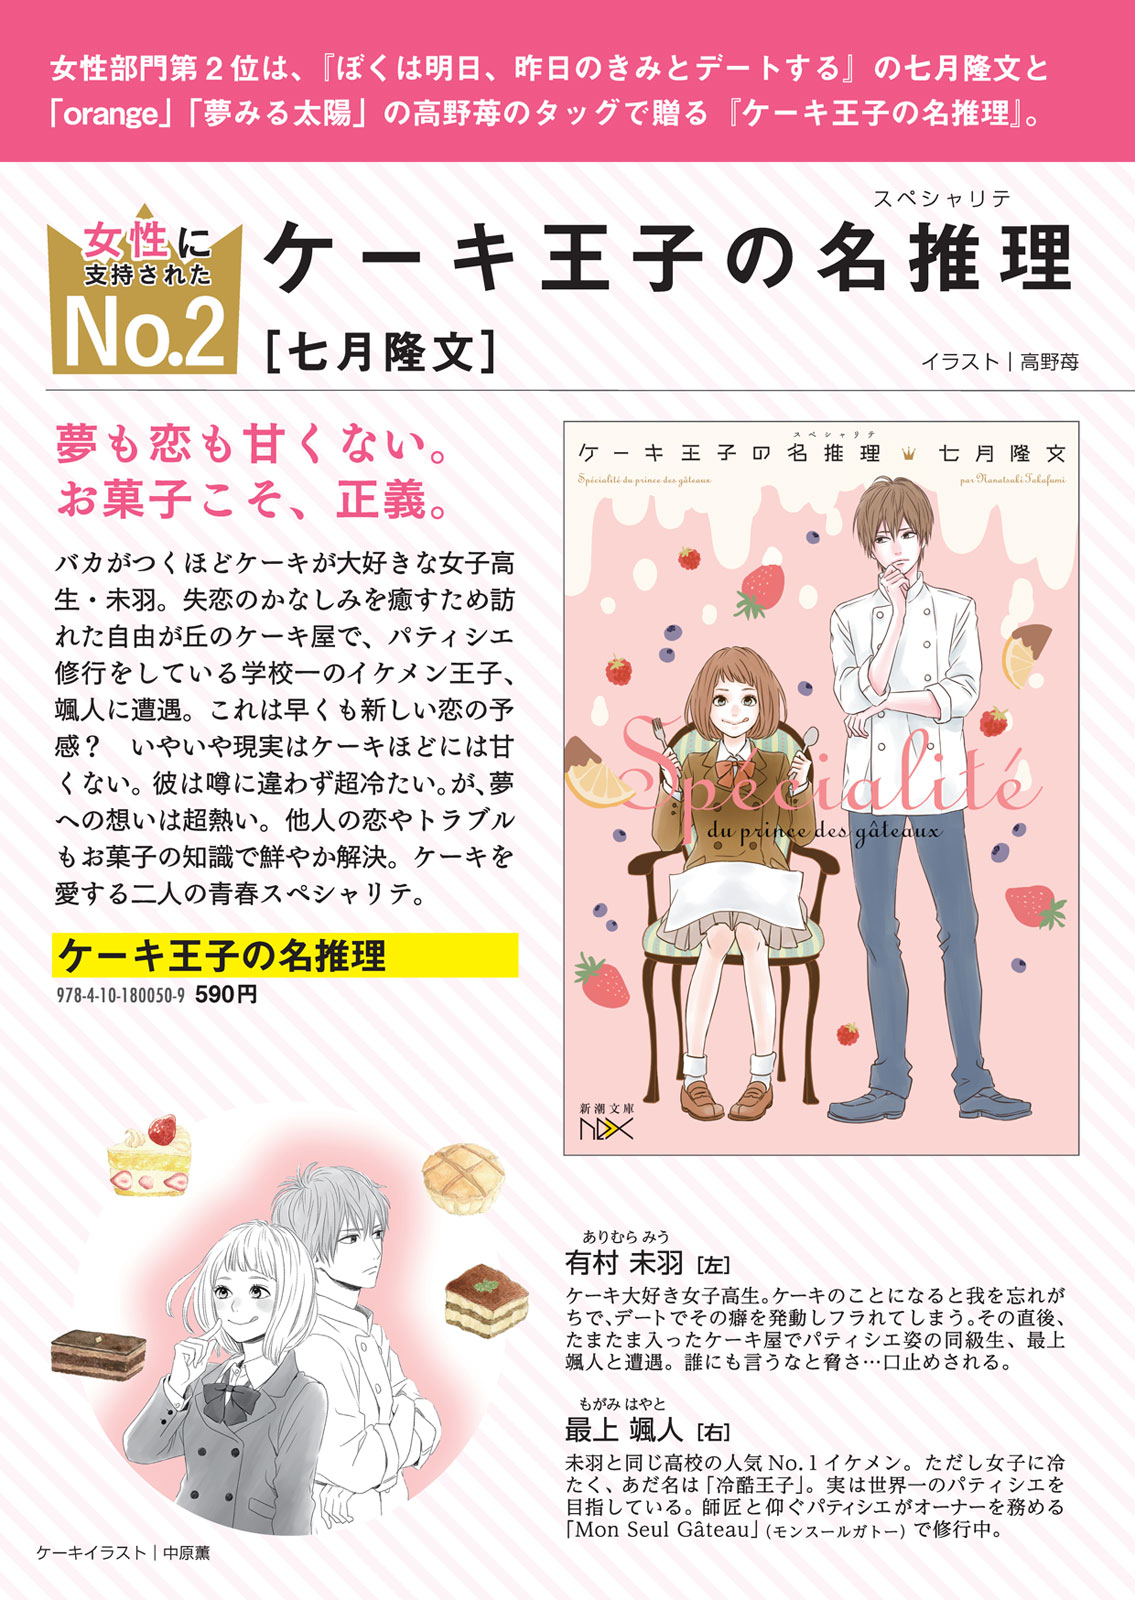 女性部門第2位は、『ぼくは明日、昨日のきみとデートする』の七月隆文と
「orange」「夢みる太陽」の高野苺のタッグで贈る『ケーキ王子の名推理』。
女性に
支持された
No.2
スペシャリテ
ケーキ王子の名推理
[七月隆文]
イラスト｜高野苺
夢も恋も甘くない。
お菓子こそ、正義。
バカがつくほどケーキが大好きな女子高
生・未羽。失恋のかなしみを癒すため訪
れた自由が丘のケーキ屋で、パティシエ
修行をしている学校一のイケメン王子、
颯人に遭遇。これは早くも新しい恋の予
感？　いやいや現実はケーキほどには甘
くない。彼は噂に違わず超冷たい。が、夢
への想いは超熱い。他人の恋やトラブル
もお菓子の知識で鮮やか解決。ケーキを
愛する二人の青春スペシャリテ。
ケーキ王子の名推理
978-4-10-180050-9 590円
スペシャリテ
ケーキ王子の名推理 七月隆文
Spécialité du prince des gâteaux
par Nanatsuki Takafumi
Spécialité
du prince des gâteaux
新潮文庫
nex
ありむら みう
有村 未羽 [左]
ケーキ大好き女子高生。ケーキのことになると我を忘れが
ちで、デートでその癖を発動しフラれてしまう。その直後、
たまたま入ったケーキ屋でパティシエ姿の同級生、最上
颯人と遭遇。誰にも言うなと脅さ…口止めされる。
もがみ はやと
最上 颯人 [右]
未羽と同じ高校の人気No.1イケメン。ただし女子に冷
たく、あだ名は「冷酷王子」。実は世界一のパティシエを
目指している。師匠と仰ぐパティシエがオーナーを務める
「Mon Seul Gâteau」(モンスールガトー)で修行中。
ケーキイラスト｜中原薫